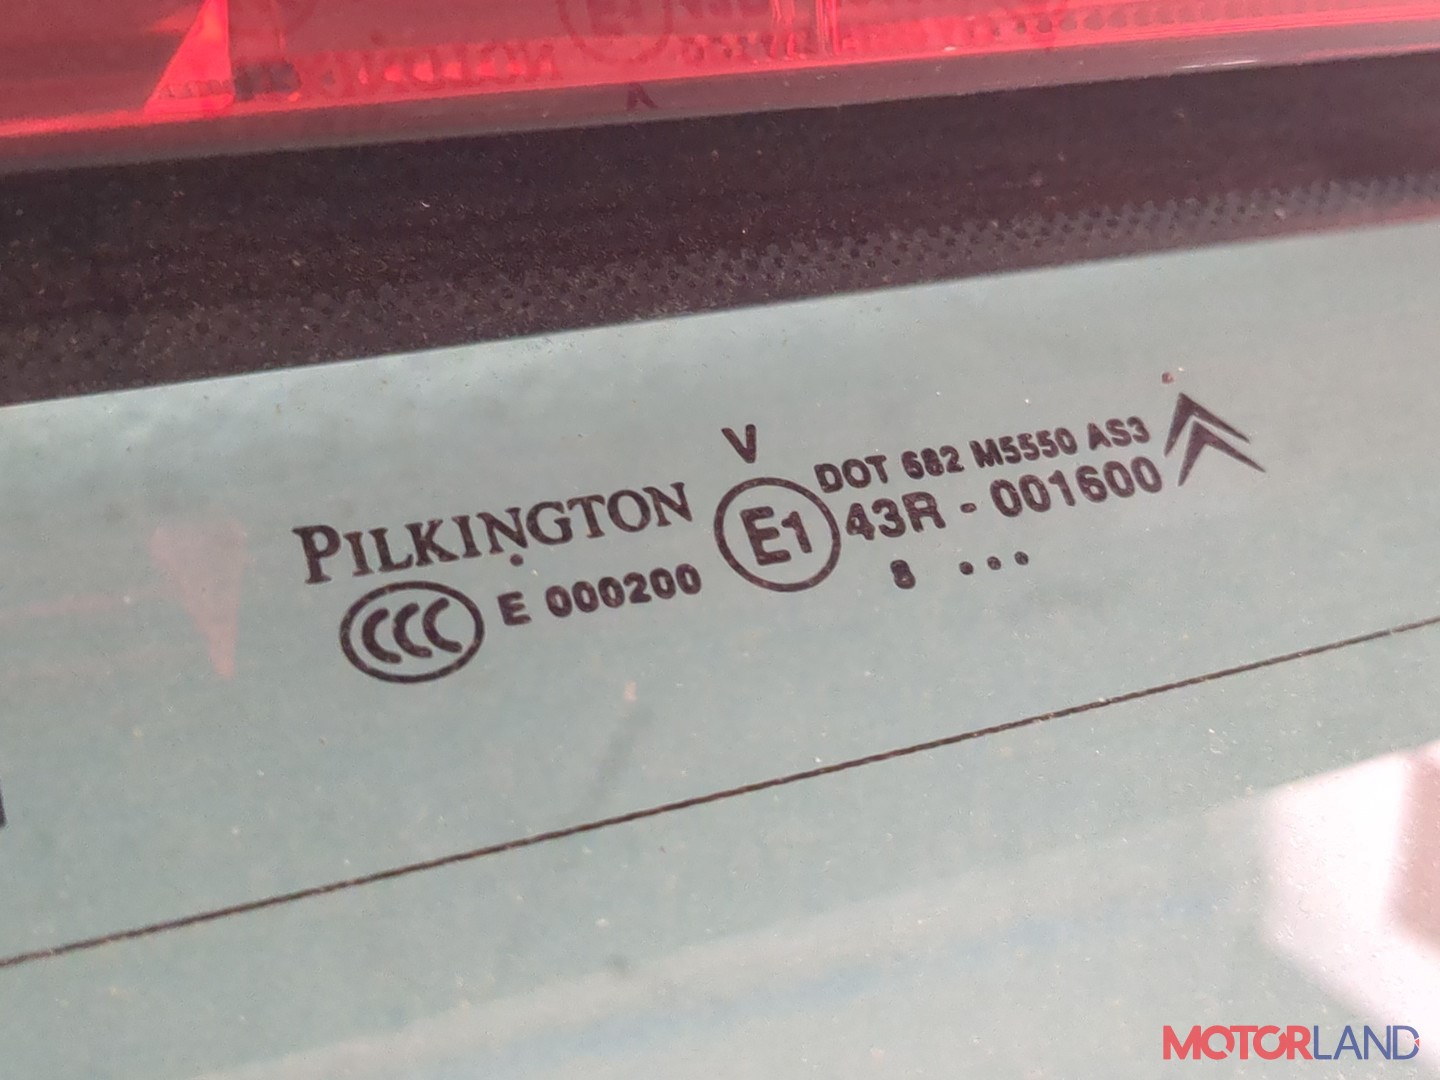 V
PILKINGTON
DOT 682 M5550 AS3
E1
43R - 001600
CCC
E 000200
8 ...
MOTORLAND